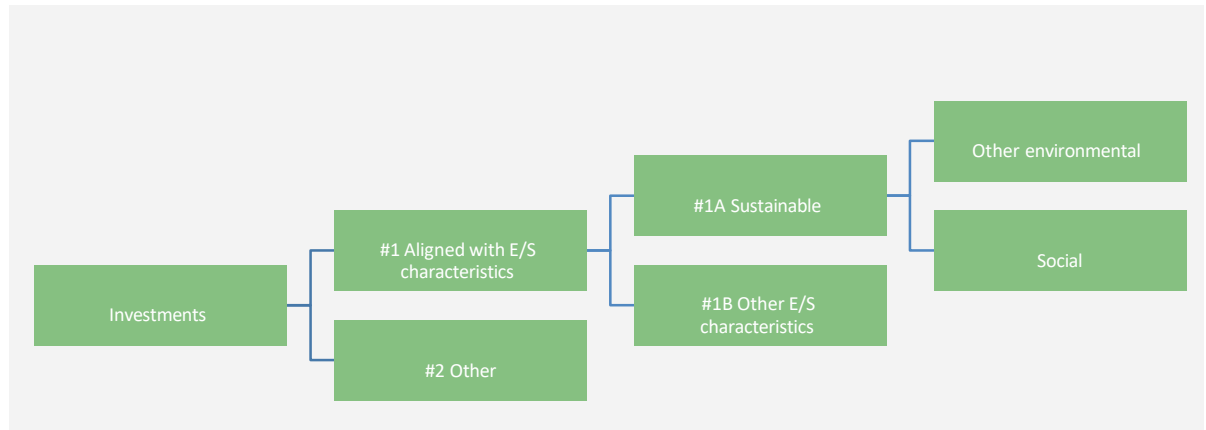 Investments
#1 Aligned with E/S
characteristics
#2 Other
#1A Sustainable
#1B Other E/S
characteristics
Other environmental
Social